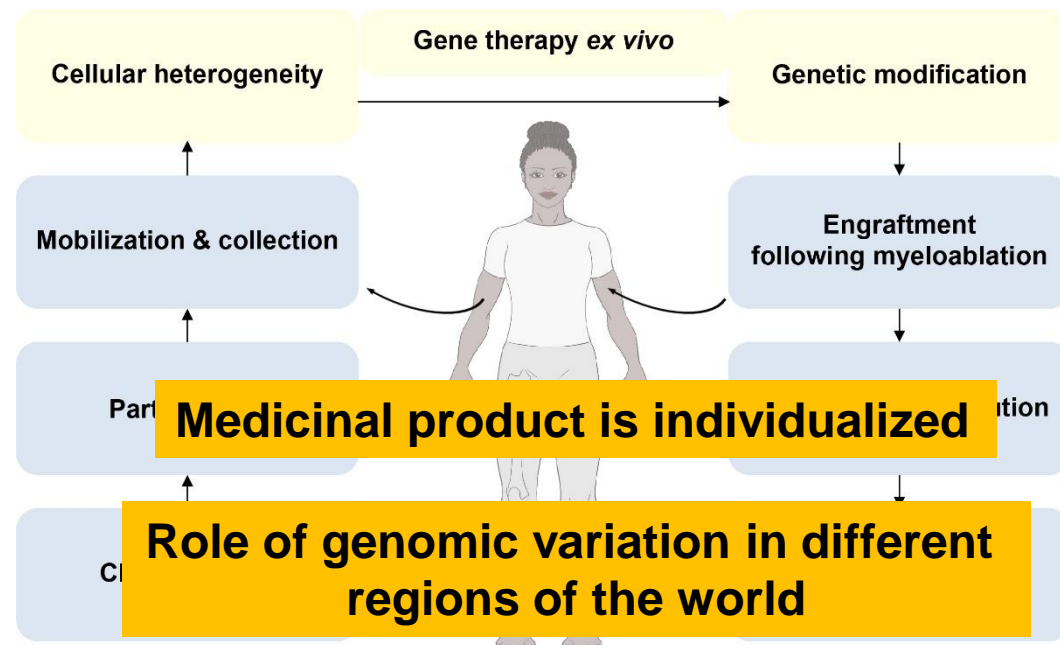 Gene therapy ex vivo
Cellular heterogeneity
Genetic modification
Mobilization & collection
Engraftment
following myeloablation
Medicinal product is individualized
Role of genomic variation in different
regions of the world